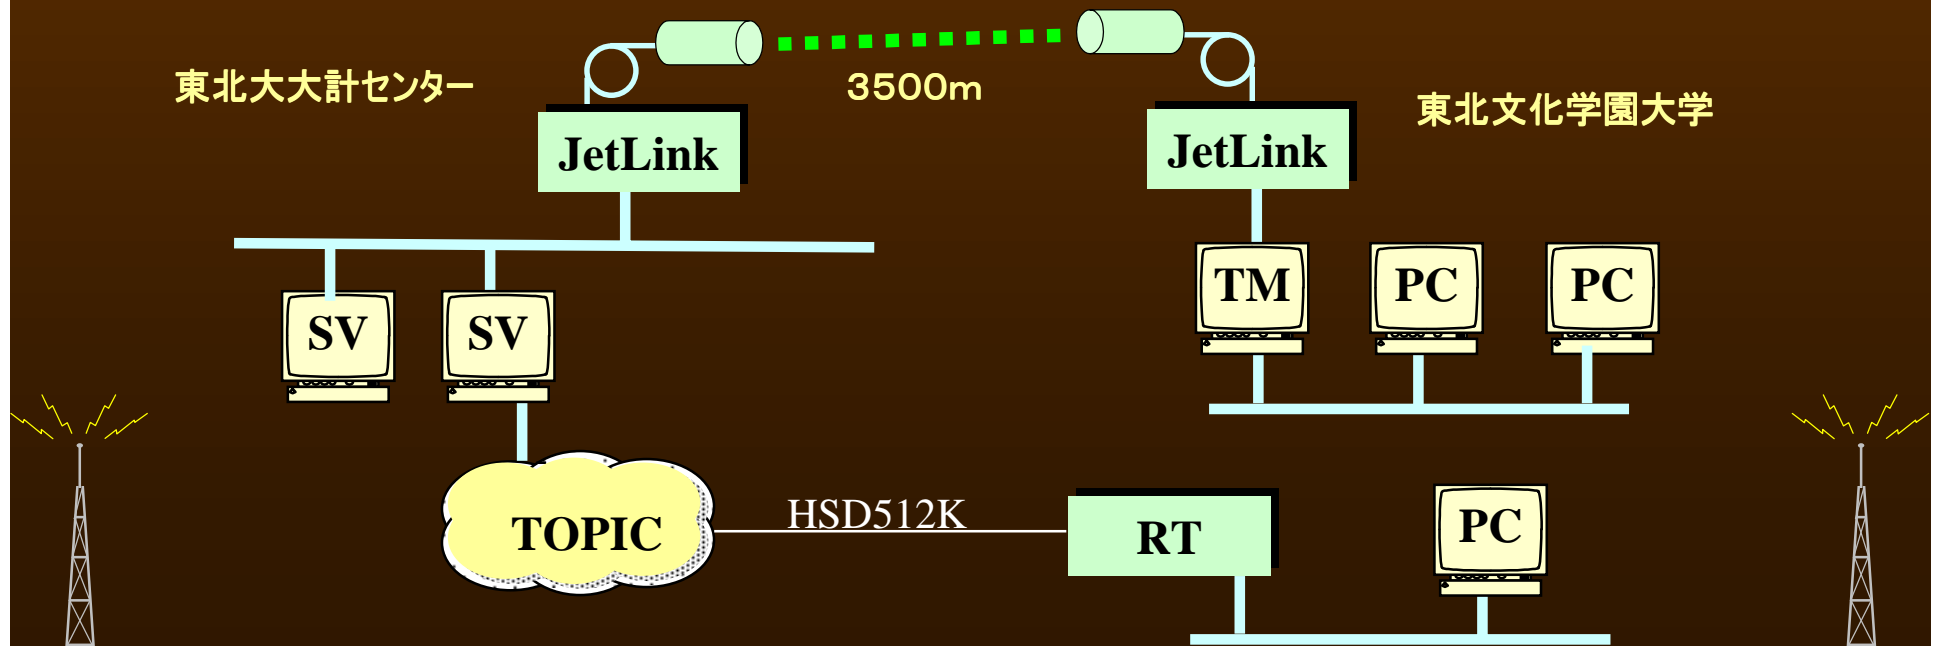 東北大大計センター
3500m
東北文化学園大学
JetLink
JetLink
TM
PC
PC
SV
SV
HSD512K
TOPIC
RT
PC